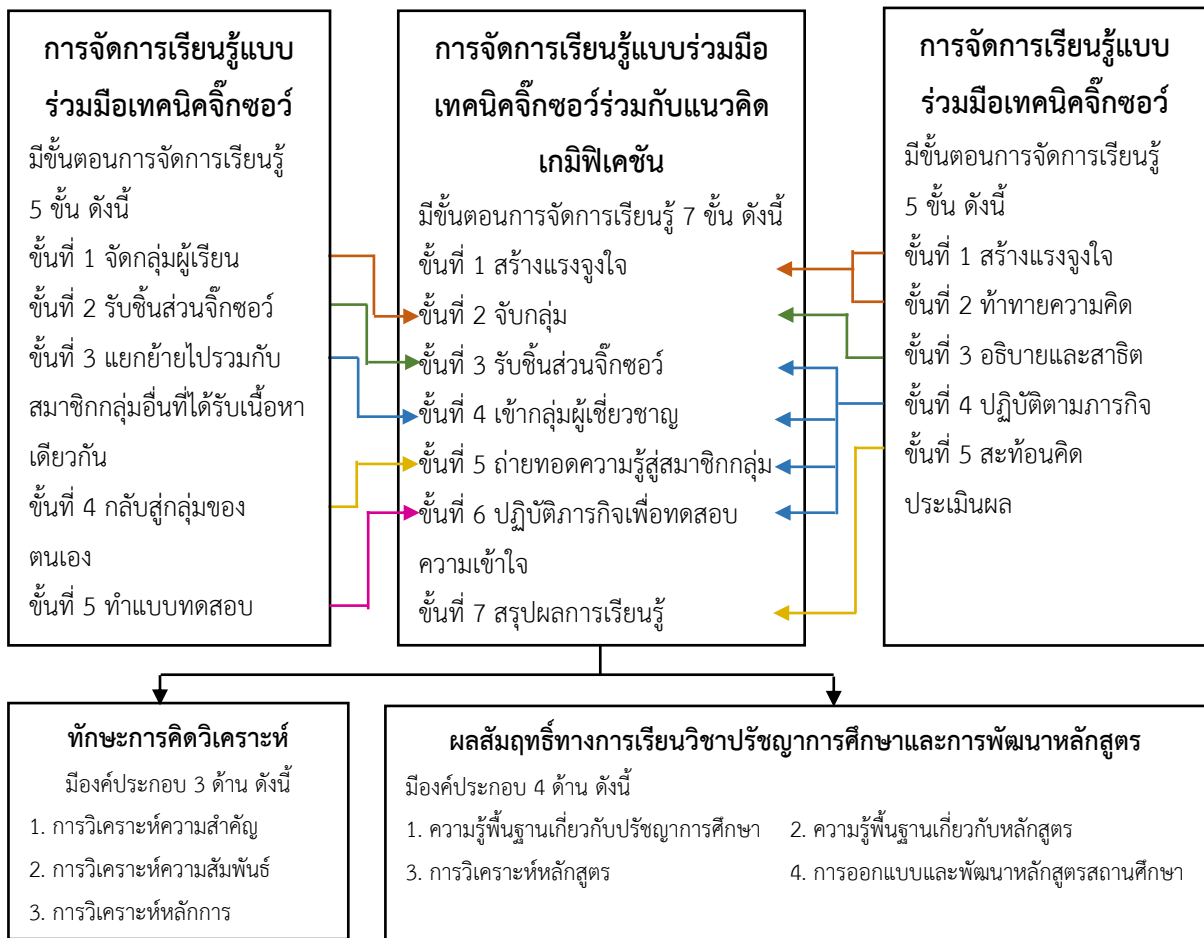 การจัดการเรียนรู้แบบ
ร่วมมือเทคนิคจิ๊กซอว์
มีขั้นตอนการจัดการเรียนรู้
5 ขั้น ดังนี้
ขั้นที่ 1 จัดกลุ่มผู้เรียน
ขั้นที่ 2 รับชิ้นส่วนจิ๊กซอว์
ขั้นที่ 3 แยกย้ายไปรวมกับ
สมาชิกกลุ่มอื่นที่ได้รับเนื้อหา
เดียวกัน
ขั้นที่ 4 กลับสู่กลุ่มของ
ตนเอง
ขั้นที่ 5 ทำแบบทดสอบ
การจัดการเรียนรู้แบบร่วมมือ
เทคนิคจิ๊กซอว์ร่วมกับแนวคิด
เกมิฟิเคชัน
มีขั้นตอนการจัดการเรียนรู้ 7 ขั้น ดังนี้
ขั้นที่ 1 สร้างแรงจูงใจ
ขั้นที่ 2 จับกลุ่ม
ขั้นที่ 3 รับชิ้นส่วนจิ๊กซอว์
ขั้นที่ 4 เข้ากลุ่มผู้เชี่ยวชาญ
ขั้นที่ 5 ถ่ายทอดความรู้สู่สมาชิกกลุ่ม
ขั้นที่ 6 ปฏิบัติภารกิจเพื่อทดสอบ
ความเข้าใจ
ขั้นที่ 7 สรุปผลการเรียนรู้
การจัดการเรียนรู้แบบ
ร่วมมือเทคนิคจิ๊กซอว์
มีขั้นตอนการจัดการเรียนรู้
5 ขั้น ดังนี้
ขั้นที่ 1 สร้างแรงจูงใจ
ขั้นที่ 2 ท้าทายความคิด
ขั้นที่ 3 อธิบายและสาธิต
ขั้นที่ 4 ปฏิบัติตามภารกิจ
ขั้นที่ 5 สะท้อนคิด
ประเมินผล
ทักษะการคิดวิเคราะห์
มีองค์ประกอบ 3 ด้าน ดังนี้
1. การวิเคราะห์ความสำคัญ
2. การวิเคราะห์ความสัมพันธ์
3. การวิเคราะห์หลักการ
ผลสัมฤทธิ์ทางการเรียนวิชาปรัชญาการศึกษาและการพัฒนาหลักสูตร
มีองค์ประกอบ 4 ด้าน ดังนี้
1. ความรู้พื้นฐานเกี่ยวกับปรัชญาการศึกษา 2. ความรู้พื้นฐานเกี่ยวกับหลักสูตร
3. การวิเคราะห์หลักสูตร 4. การออกแบบและพัฒนาหลักสูตรสถานศึกษา